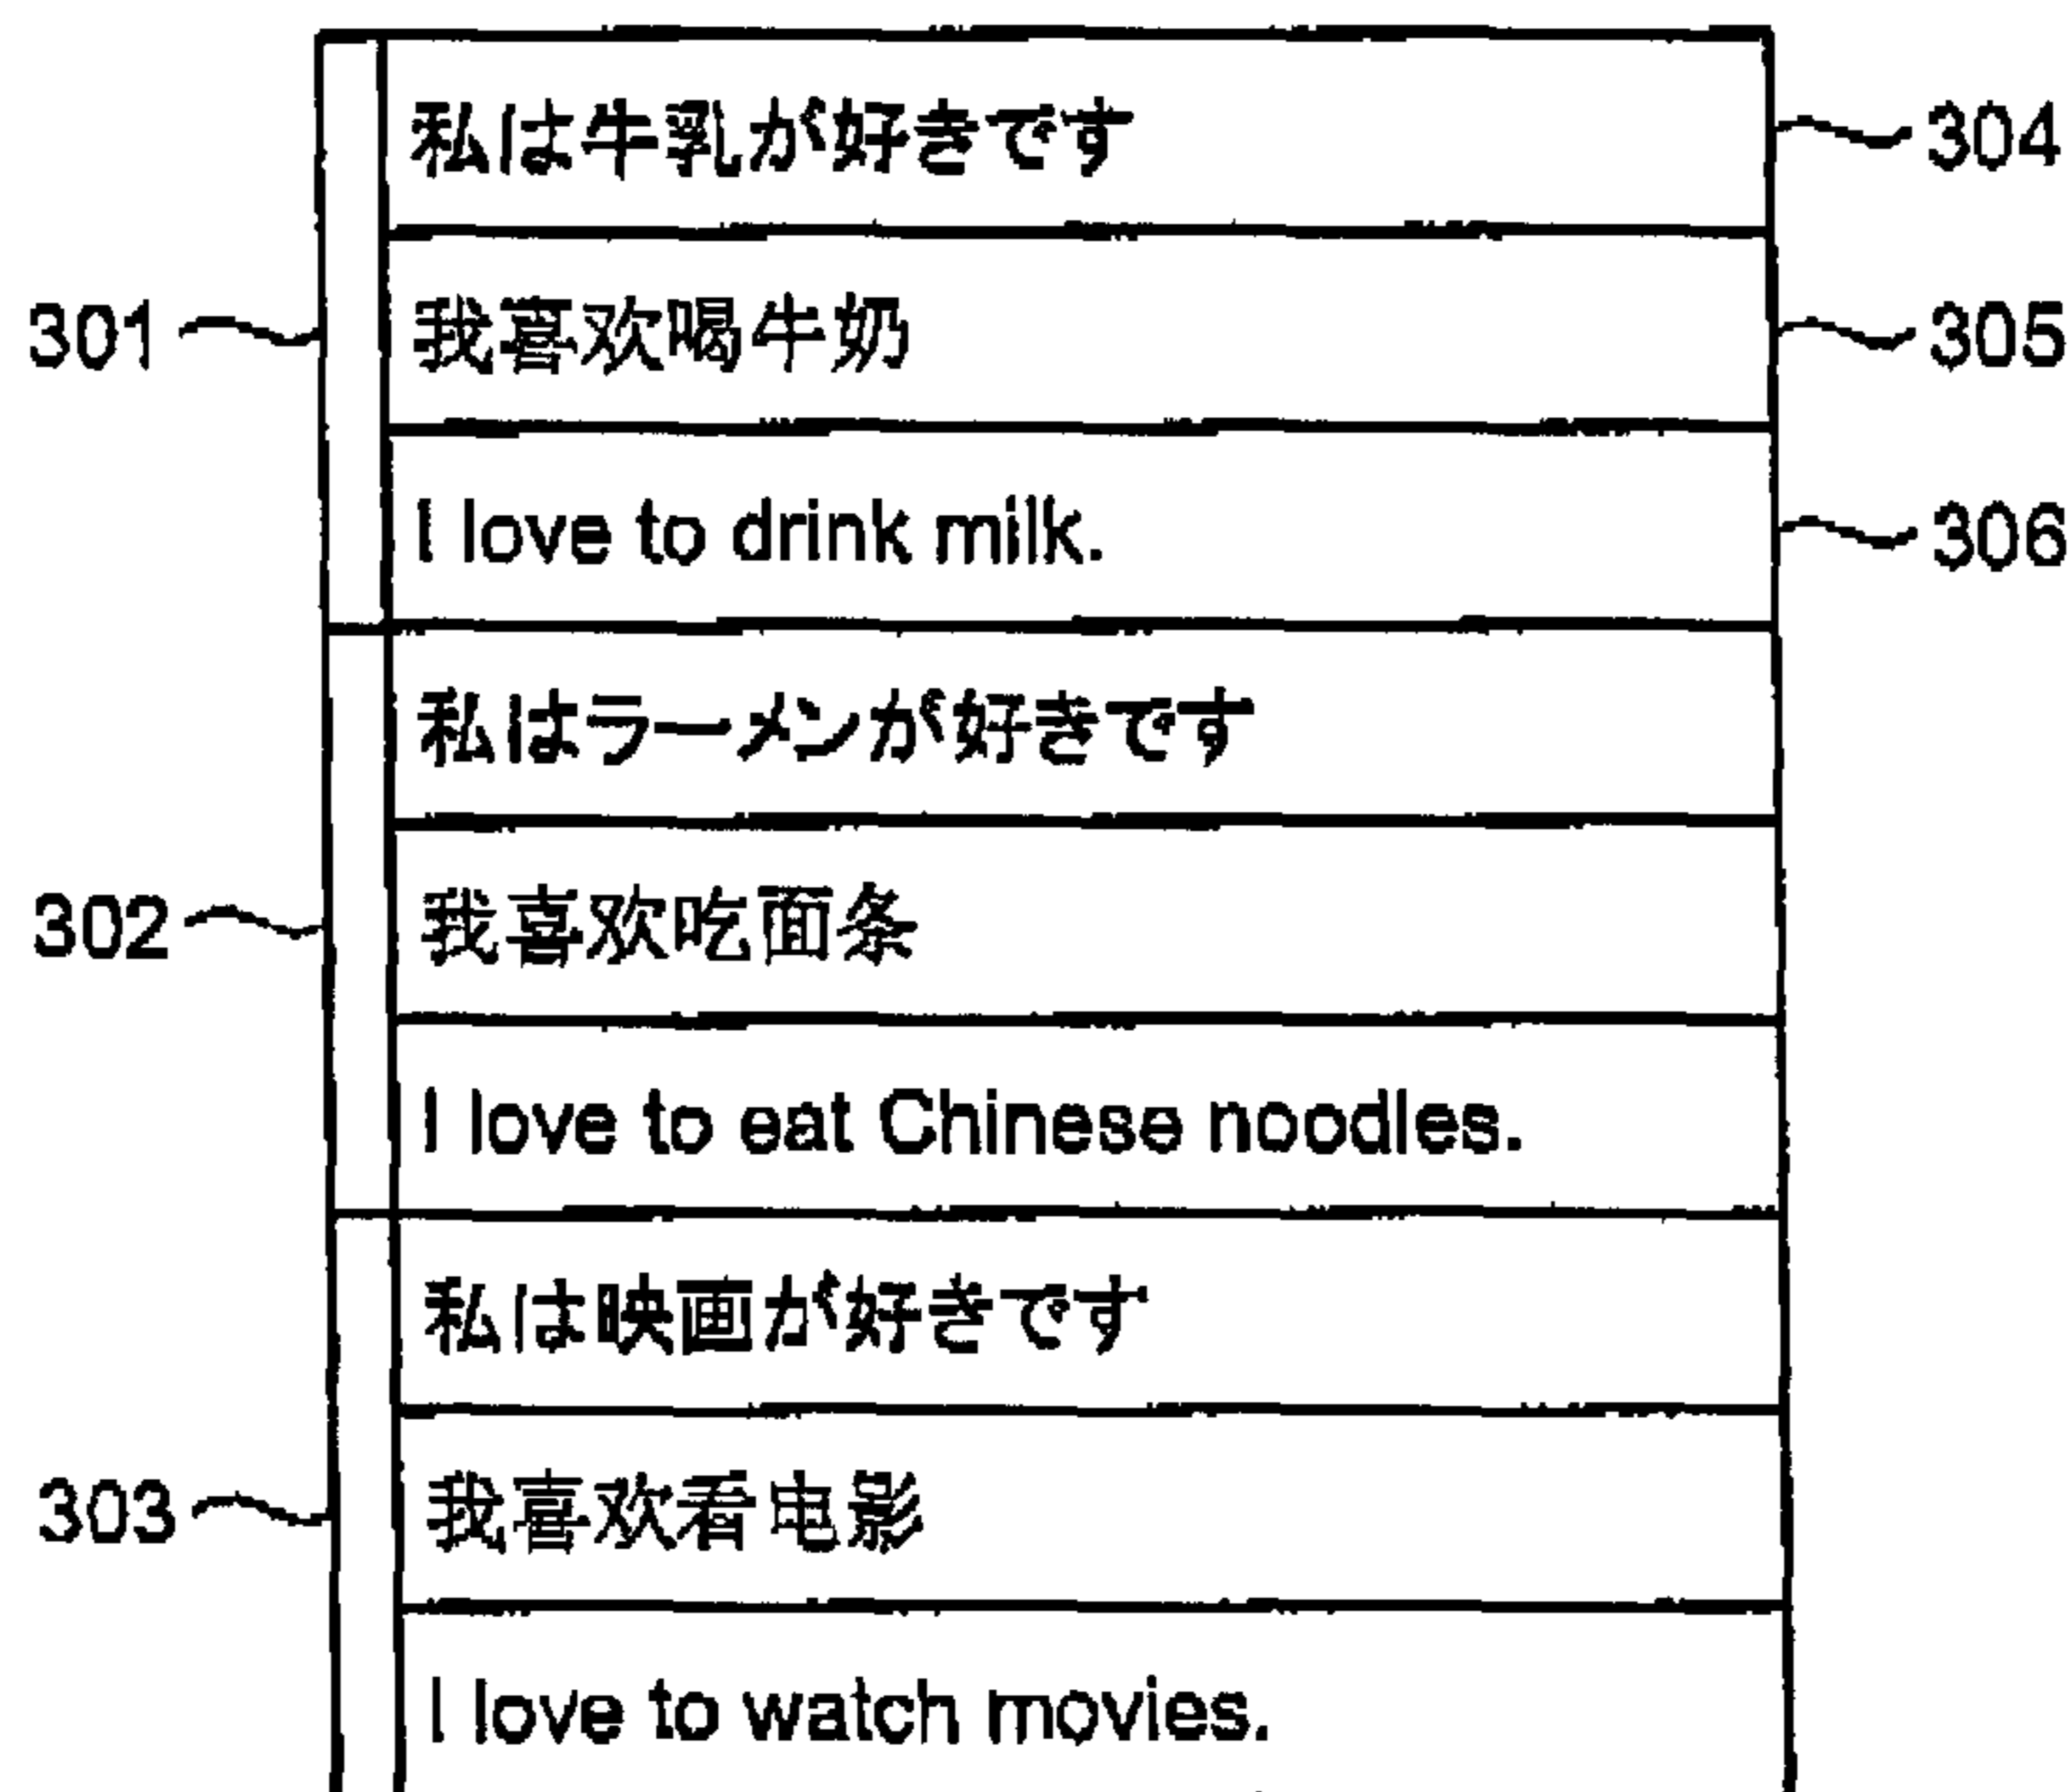 私は牛乳が好きです 304
301 我喜欢喝牛奶 305
I love to drink milk. 306
私はラーメンが好きです
302 我喜欢吃面条
I love to eat Chinese noodles.
私は映画が好きです
303 我喜欢看电影
I love to watch movies.